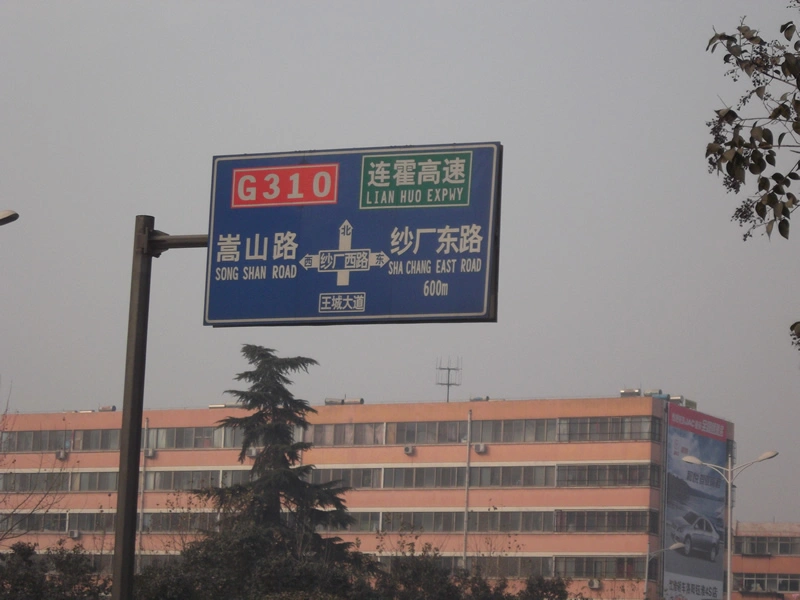 G310
连霍高速
LIAN HUO EXPWY
嵩山路
SONG SHAN ROAD
北
西
纱厂西路
东
纱厂东路
SHA CHANG EAST ROAD
600m
王城大道